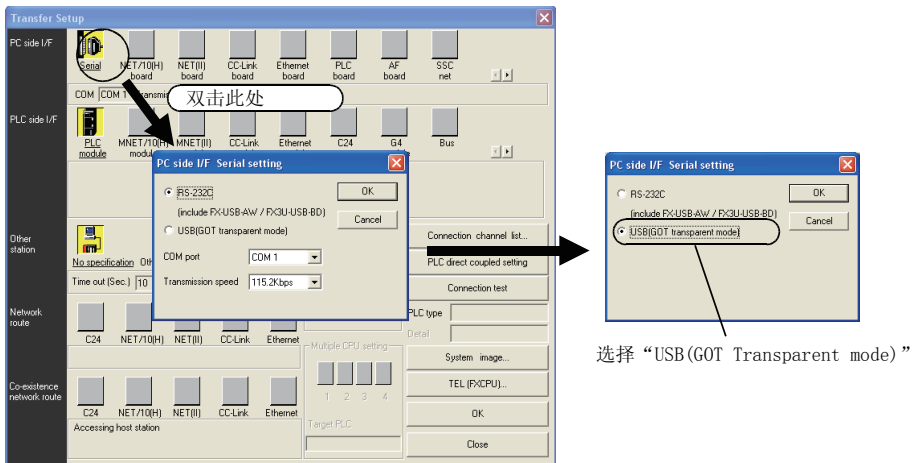 Transfer Setup
PC side I/F
Serial
NET/10(H) board
NET(II) board
CC-Link board
Ethernet board
PLC board
AF board
SSC net
COM COM 1
双击此处
PLC side I/F
PLC module
MNET/10(H)
MNET(II)
CC-Link
Ethernet
C24
G4
Bus
PC side I/F Serial setting
RS-232C
(include FX-USB-AW / FX3U-USB-BD)
USB(GOT transparent mode)
COM port
COM 1
Transmission speed
115.2Kbps
OK
Cancel
Other station
No specification
Time out (Sec.) 10
Connection channel list...
PLC direct coupled setting
Connection test
PLC type
Detail
System image...
TEL (FXCPU)...
OK
Close
Network route
C24
NET/10(H)
NET(II)
CC-Link
Ethernet
Multiple CPU setting
1 2 3 4
Target PLC
Co-existence network route
C24
NET/10(H)
NET(II)
CC-Link
Ethernet
Accessing host station
PC side I/F Serial setting
RS-232C
(include FX-USB-AW / FX3U-USB-BD)
USB(GOT transparent mode)
OK
Cancel
选择“USB(GOT Transparent mode)”